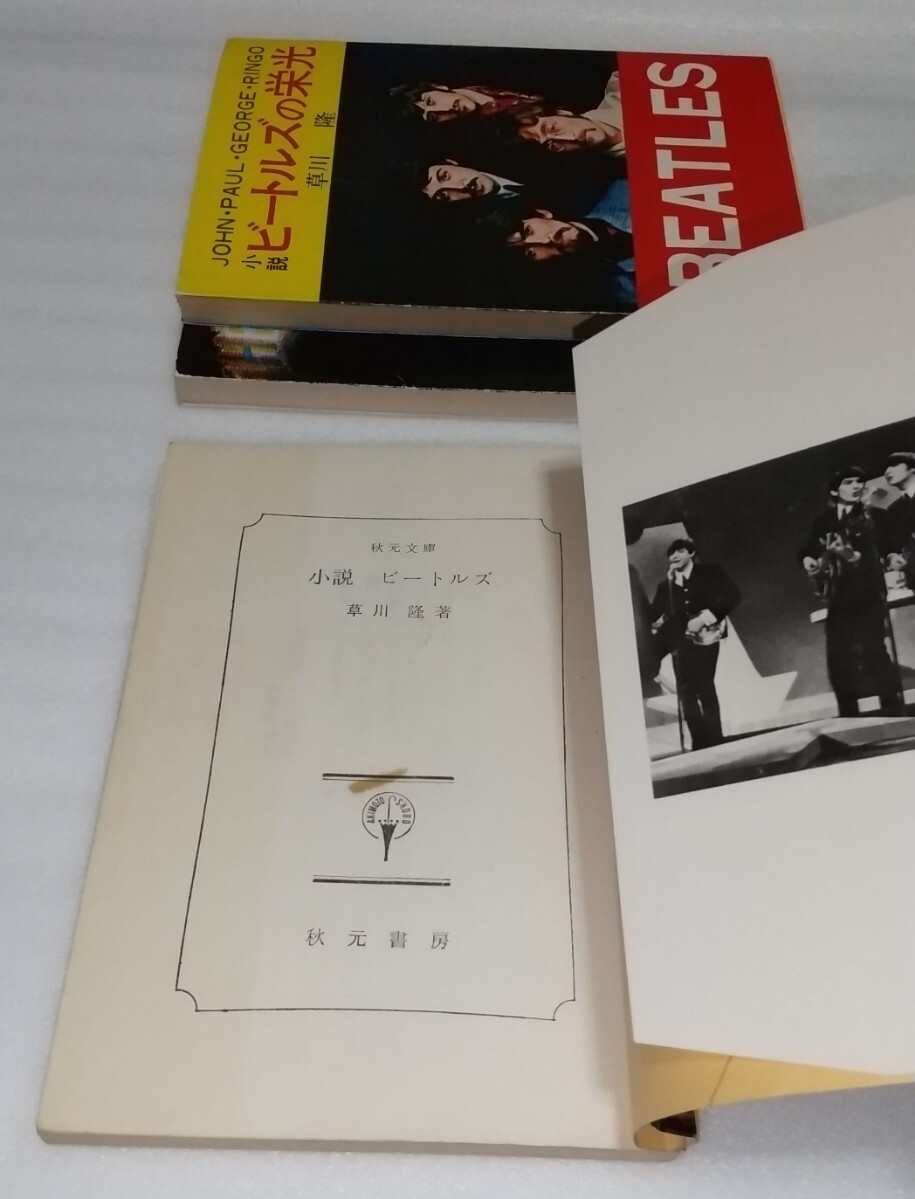 JOHN・PAUL・GEORGE・RINGO
小説 ビートルズの栄光
草川 隆
BEATLES
秋元文庫
小説 ビートルズ
草川 隆著
AKIMOTO SHOBO
秋元書房